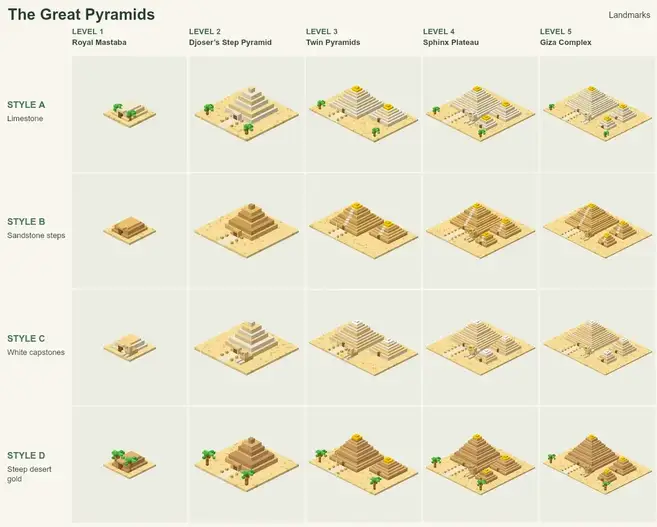 The Great Pyramids
Landmarks
LEVEL 1
Royal Mastaba
LEVEL 2
Djoser's Step Pyramid
LEVEL 3
Twin Pyramids
LEVEL 4
Sphinx Plateau
LEVEL 5
Giza Complex
STYLE A
Limestone
STYLE B
Sandstone steps
STYLE C
White capstones
STYLE D
Steep desert
gold